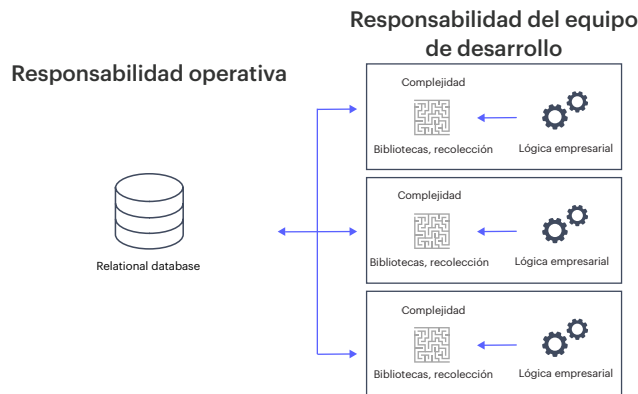 Responsabilidad del equipo
de desarrollo
Responsabilidad operativa
Complejidad
Bibliotecas, recolección
Lógica empresarial
Complejidad
Bibliotecas, recolección
Lógica empresarial
Complejidad
Bibliotecas, recolección
Lógica empresarial
Relational database